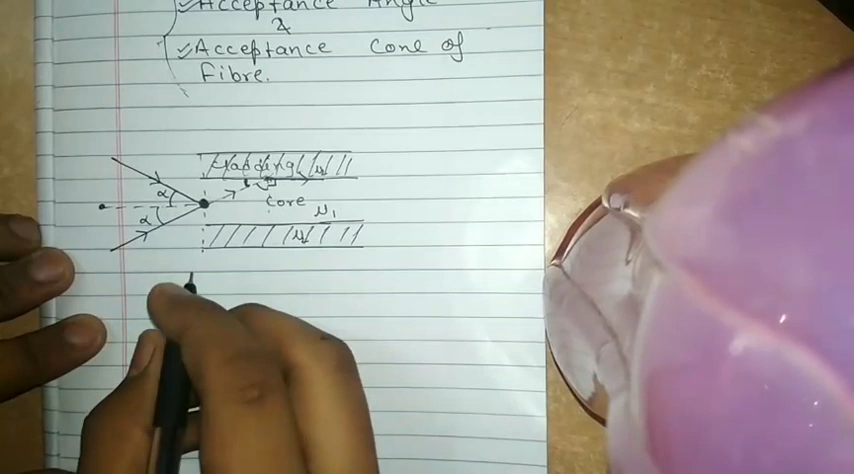 ✓Acceptance Angle
&
✓Acceptance Cone of
Fibre.
Cladding
α
Core
α
μ₁